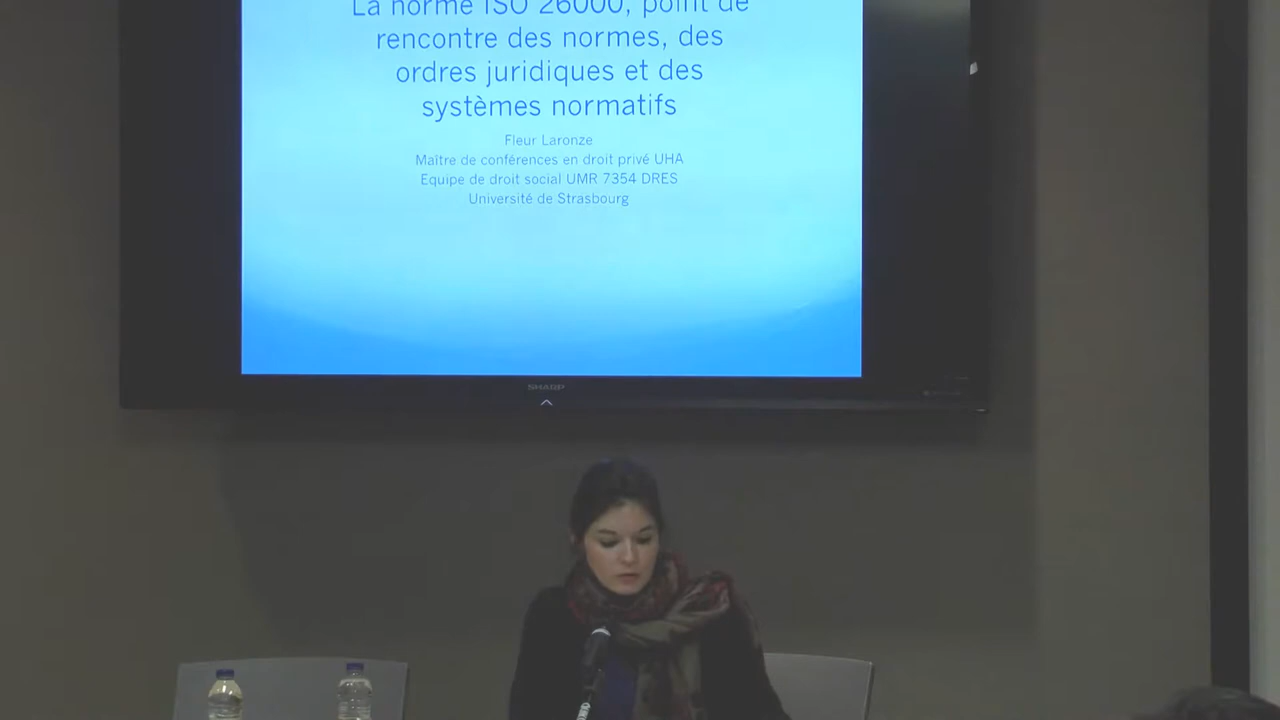 La norme ISO 26000, point de
rencontre des normes, des
ordres juridiques et des
systèmes normatifs
Fleur Laronze
Maître de conférences en droit privé UHA
Equipe de droit social UMR 7354 DRES
Université de Strasbourg
SHARP